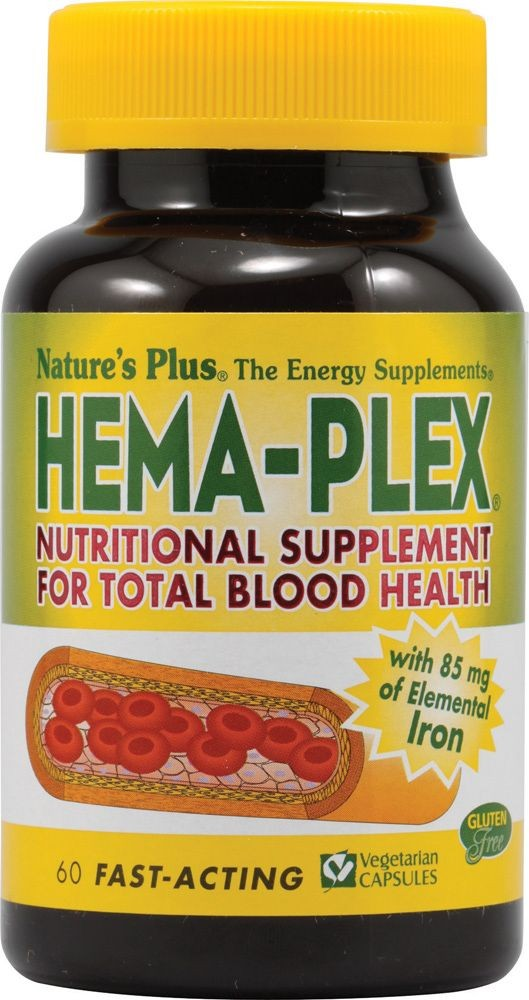 Nature's Plus® The Energy Supplements®
HEMA-PLEX®
NUTRITIONAL SUPPLEMENT
FOR TOTAL BLOOD HEALTH
with 85 mg
of Elemental
Iron
GLUTEN
Free
60 FAST-ACTING
Vegetarian
CAPSULES